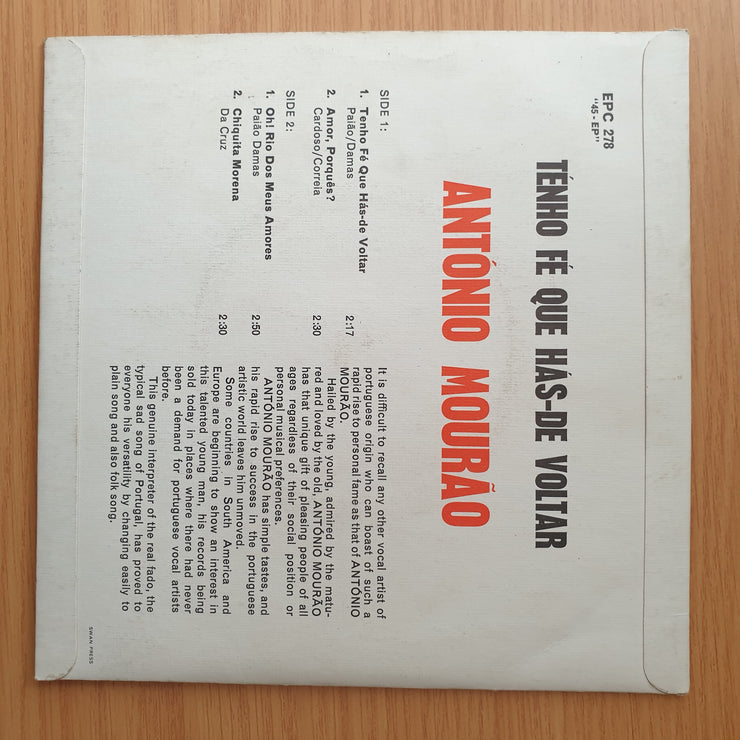 EPC 278
"45 - EP"
TÉNHO FÉ QUE HÁS-DE VOLTAR
ANTÓNIO MOURÃO
SIDE 1:
1. Tenho Fé Que Hás-de Voltar 2:17
Paião/Damas
2. Amor, Porquês? 2:30
Cardoso/Correia
SIDE 2:
1. Oh! Rio Dos Meus Amores 2:50
Paião Damas
2. Chiquita Morena 2:30
Da Cruz
It is difficult to recall any other vocal artist of
portuguese origin who can boast of such a
rapid rise to personal fame as that of ANTÓNIO
MOURÃO.
Hailed by the young, admired by the matu-
red and loved by the old, ANTONIO MOURÃO
has that unique gift of pleasing people of all
ages regardless of their social position or
personal musical preferences.
ANTÓNIO MOURÃO has simple tastes, and
his rapid rise to success in the portuguese
artistic world leaves him unmoved.
Some countries in South America and
Europe are beginning to show an interest in
this talented young man, his records being
sold today in places where there had never
been a demand for portuguese vocal artists
before.
This genuine interpreter of the real fado, the
typical sad song of Portugal, has proved to
everyone his versatility by changing easily to
plain song and also folk song.
SWAN PRESS